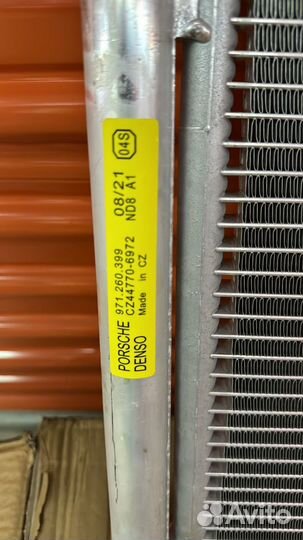 PORSCHE 971.260.399 08/21 04S
DENSO CZ44770-6972 ND8 A1
Made in CZ
Avito